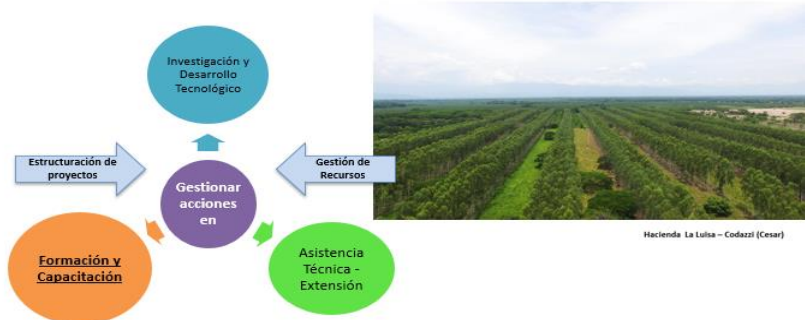 Investigación y
Desarrollo
Tecnológico
Estructuración de
proyectos
Gestión de
Recursos
Gestionar
acciones
en
Formación y
Capacitación
Asistencia
Técnica -
Extensión
Hacienda La Luisa – Codazzi (Cesar)